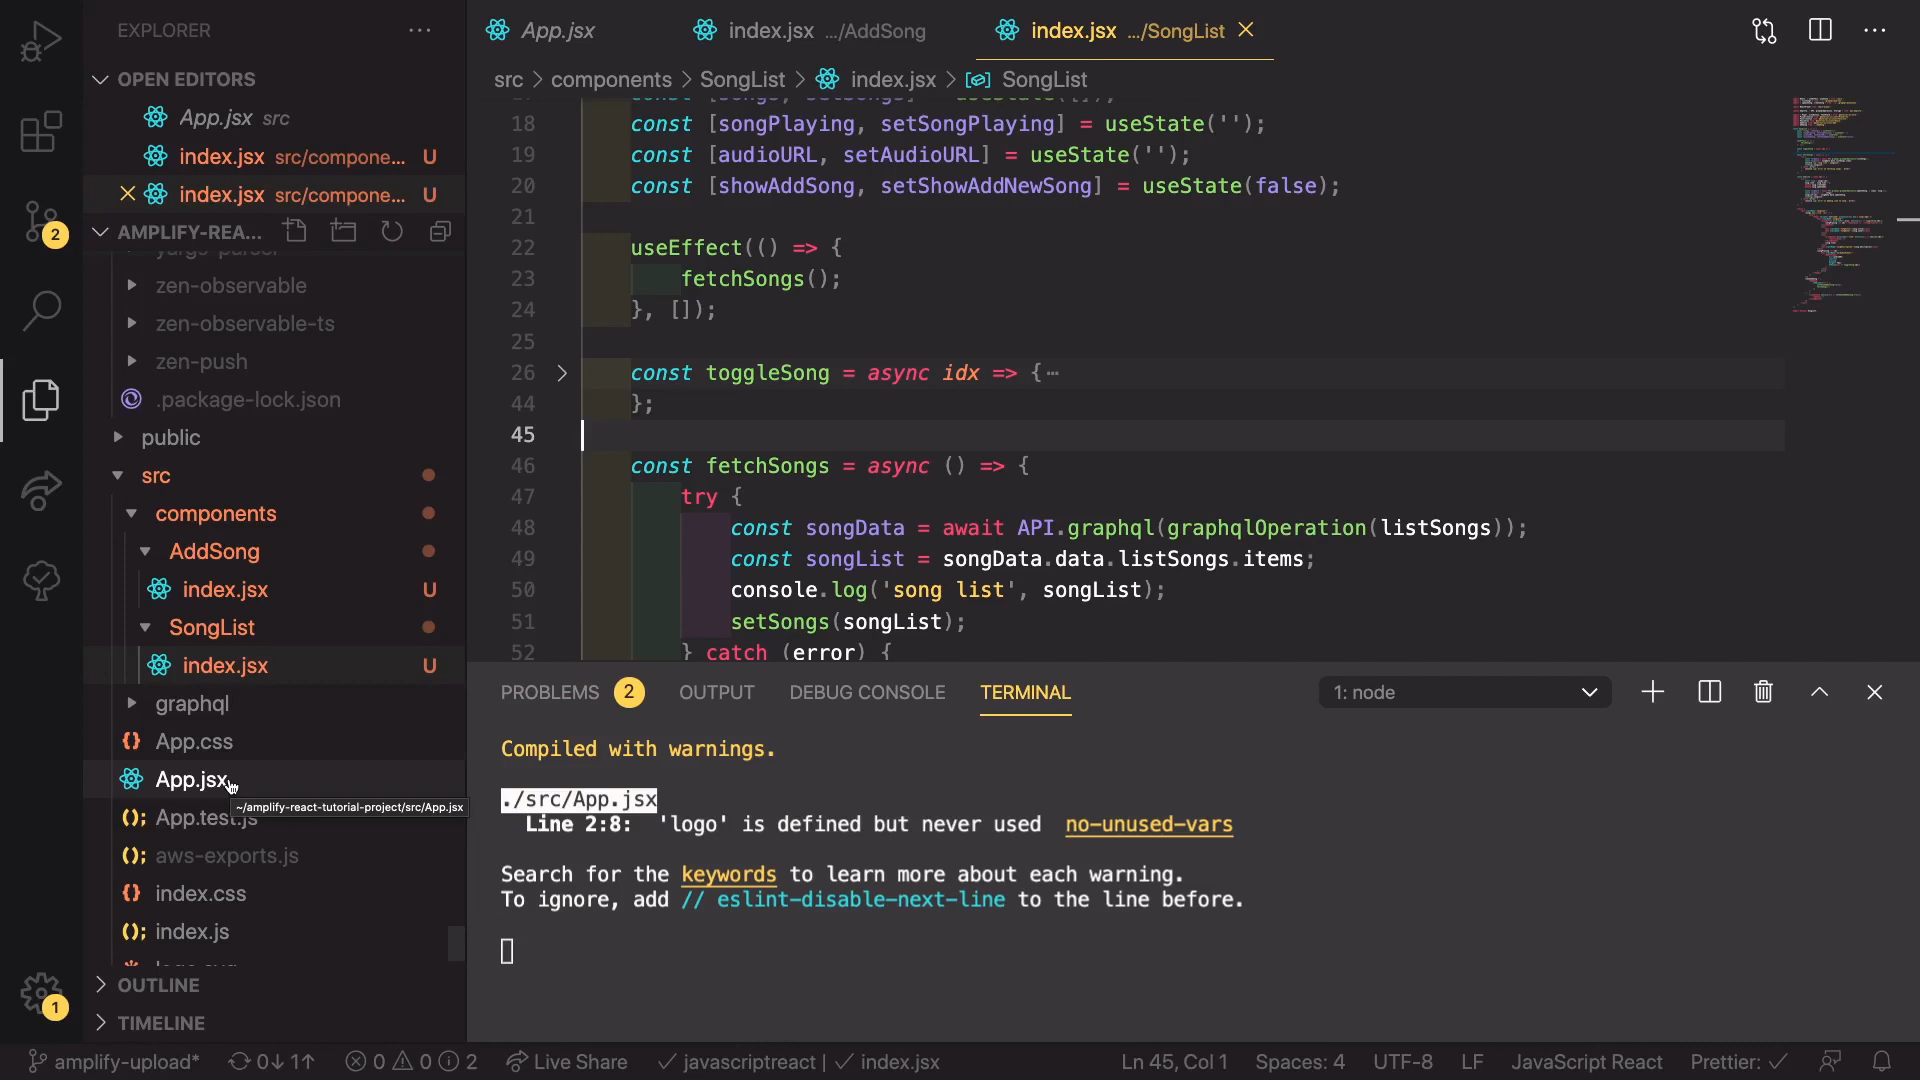 EXPLORER
OPEN EDITORS
App.jsx src
index.jsx src/compone... U
index.jsx src/compone... U
2
AMPLIFY-REA...
yargs-parser
zen-observable
zen-observable-ts
zen-push
.package-lock.json
public
src
components
AddSong
index.jsx U
SongList
index.jsx U
graphql
App.css
App.jsx
~/amplify-react-tutorial-project/src/App.jsx
App.test.js
aws-exports.js
index.css
index.js
OUTLINE
1
TIMELINE
App.jsx
index.jsx .../AddSong
index.jsx .../SongList
src > components > SongList > index.jsx > SongList
18 const [songPlaying, setSongPlaying] = useState('');
19 const [audioURL, setAudioURL] = useState('');
20 const [showAddSong, setShowAddNewSong] = useState(false);
21
22 useEffect(() => {
23 fetchSongs();
24 }, []);
25
26 const toggleSong = async idx => {…
44 };
45
46 const fetchSongs = async () => {
47 try {
48 const songData = await API.graphql(graphqlOperation(listSongs));
49 const songList = songData.data.listSongs.items;
50 console.log('song list', songList);
51 setSongs(songList);
52 } catch (error) {
PROBLEMS 2 OUTPUT DEBUG CONSOLE TERMINAL 1: node
Compiled with warnings.
./src/App.jsx
Line 2:8: 'logo' is defined but never used no-unused-vars
Search for the keywords to learn more about each warning.
To ignore, add // eslint-disable-next-line to the line before.
amplify-upload* 0↓ 1↑ 0 0 2 Live Share ✓ javascriptreact | ✓ index.jsx Ln 45, Col 1 Spaces: 4 UTF-8 LF JavaScript React Prettier: ✓